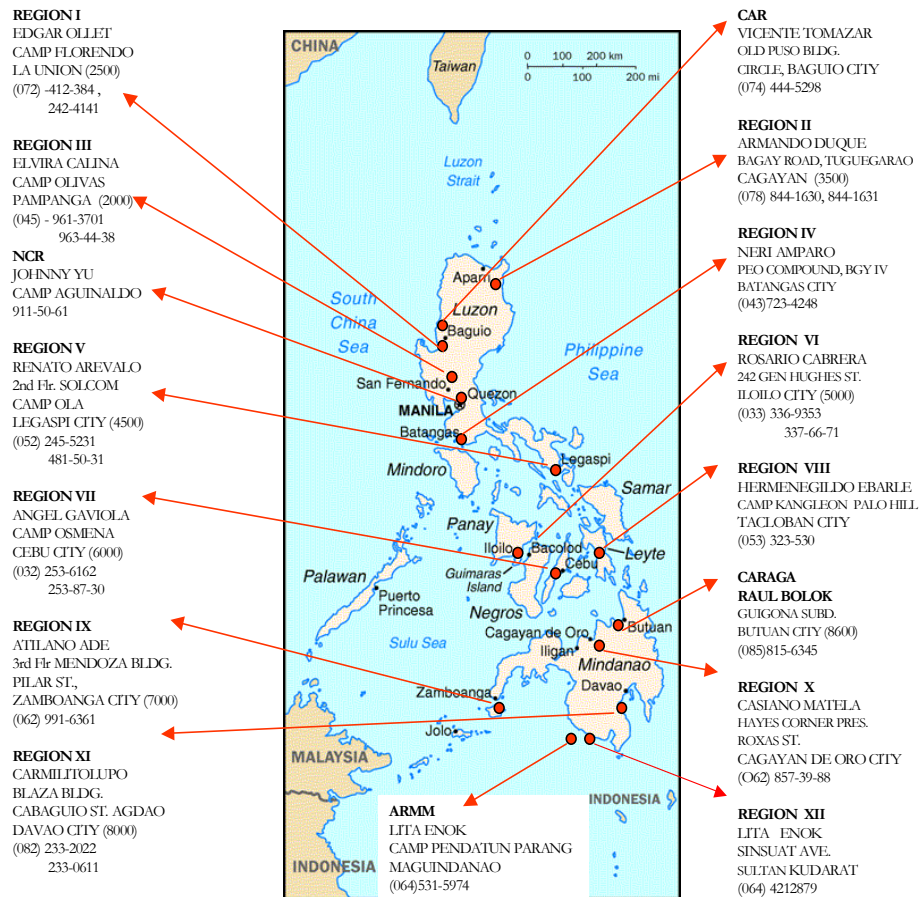 REGION I
EDGAR OLLET
CAMP FLORENDO
LA UNION (2500)
(072) -412-384 ,
242-4141
REGION III
ELVIRA CALINA
CAMP OLIVAS
PAMPANGA (2000)
(045) - 961-3701
963-44-38
NCR
JOHNNY YU
CAMP AGUINALDO
911-50-61
REGION V
RENATO AREVALO
2nd Flr. SOLCOM
CAMP OLA
LEGASPI CITY (4500)
(052) 245-5231
481-50-31
REGION VII
ANGEL GAVIOLA
CAMP OSMENA
CEBU CITY (6000)
(032) 253-6162
253-87-30
REGION IX
ATILANO ADE
3rd Flr MENDOZA BLDG.
PILAR ST.,
ZAMBOANGA CITY (7000)
(062) 991-6361
REGION XI
CARMILITOLUPO
BLAZA BLDG.
CABAGUIO ST. AGDAO
DAVAO CITY (8000)
(082) 233-2022
233-0611
CHINA
Taiwan
0 100 200 km
0 100 200 mi
Luzon
Strait
Aparri
Luzon
South
China
Sea
Baguio
Philippine
Sea
San Fernando
Quezon
MANILA
Batangas
Mindoro
Legaspi
Samar
Panay
Iloilo
Bacolod
Leyte
Cebu
Guimaras
Island
Palawan
Puerto
Princesa
Negros
Sulu Sea
Cagayan de Oro
Butuan
Iligan
Mindanao
Davao
Zamboanga
Jolo
MALAYSIA
INDONESIA
INDONESIA
ARMM
LITA ENOK
CAMP PENDATUN PARANG
MAGUINDANAO
(064)531-5974
CAR
VICENTE TOMAZAR
OLD PUSO BLDG.
CIRCLE, BAGUIO CITY
(074) 444-5298
REGION II
ARMANDO DUQUE
BAGAY ROAD, TUGUEGARAO
CAGAYAN (3500)
(078) 844-1630, 844-1631
REGION IV
NERI AMPARO
PEO COMPOUND, BGY IV
BATANGAS CITY
(043)723-4248
REGION VI
ROSARIO CABRERA
242 GEN HUGHES ST.
ILOILO CITY (5000)
(033) 336-9353
337-66-71
REGION VIII
HERMENEGILDO EBARLE
CAMP KANGLEON PALO HILL
TACLOBAN CITY
(053) 323-530
CARAGA
RAUL BOLOK
GUIGONA SUBD.
BUTUAN CITY (8600)
(085)815-6345
REGION X
CASIANO MATELA
HAYES CORNER PRES.
ROXAS ST.
CAGAYAN DE ORO CITY
(O62) 857-39-88
REGION XII
LITA ENOK
SINSUAT AVE.
SULTAN KUDARAT
(064) 4212879